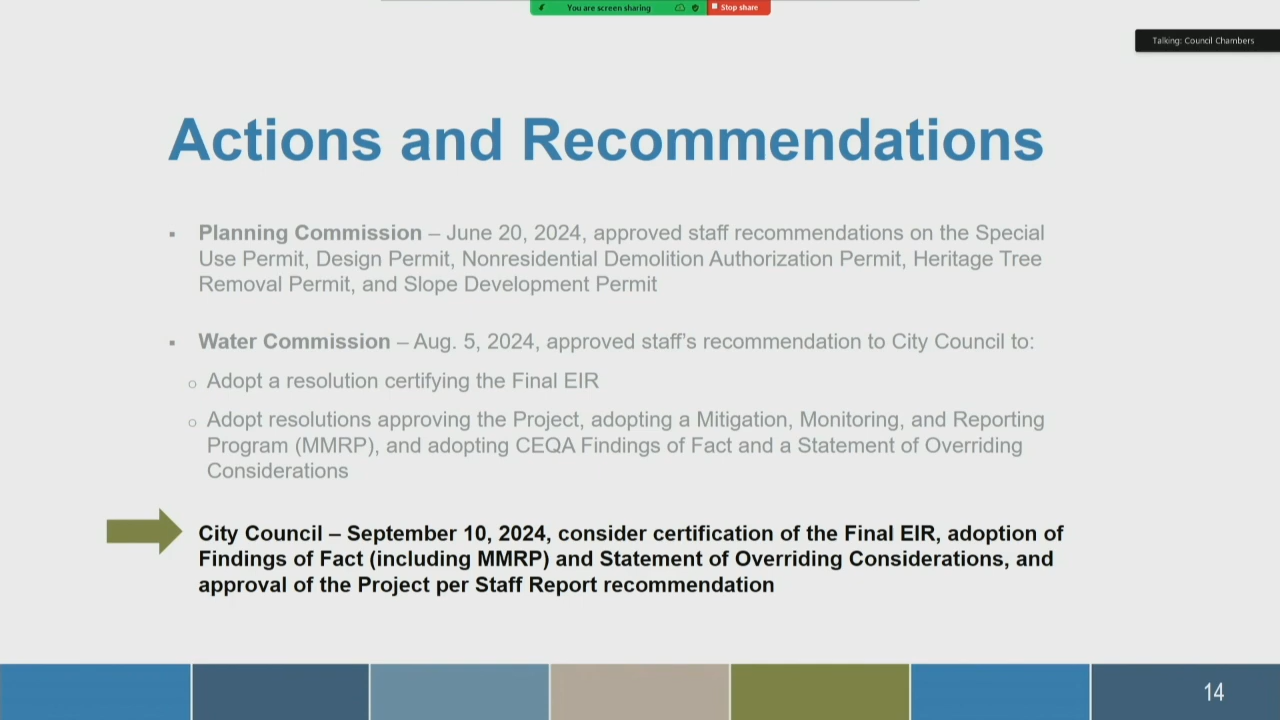 You are screen sharing
Stop share
Talking: Council Chambers
Actions and Recommendations
▪ Planning Commission – June 20, 2024, approved staff recommendations on the Special
Use Permit, Design Permit, Nonresidential Demolition Authorization Permit, Heritage Tree
Removal Permit, and Slope Development Permit
▪ Water Commission – Aug. 5, 2024, approved staff’s recommendation to City Council to:
○ Adopt a resolution certifying the Final EIR
○ Adopt resolutions approving the Project, adopting a Mitigation, Monitoring, and Reporting
Program (MMRP), and adopting CEQA Findings of Fact and a Statement of Overriding
Considerations
City Council – September 10, 2024, consider certification of the Final EIR, adoption of
Findings of Fact (including MMRP) and Statement of Overriding Considerations, and
approval of the Project per Staff Report recommendation
14